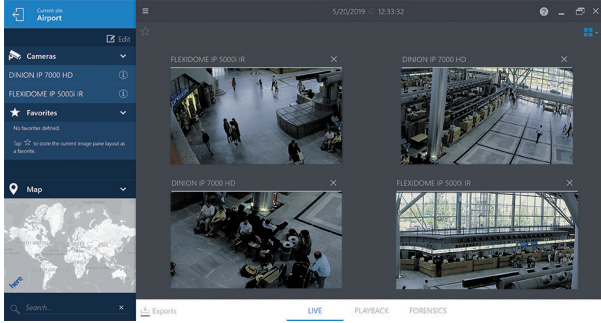 Current site
Airport
Edit
Cameras
DINION IP 7000 HD
FLEXIDOME IP 5000i IR
Favorites
No favorites defined.
Tap ☆ to store the current image pane layout as
a favorite.
Map
here
Search...
5/20/2019 12:33:32
FLEXIDOME IP 5000i IR
DINION IP 7000 HD
DINION IP 7000 HD
FLEXIDOME IP 5000i IR
Exports
LIVE
PLAYBACK
FORENSICS